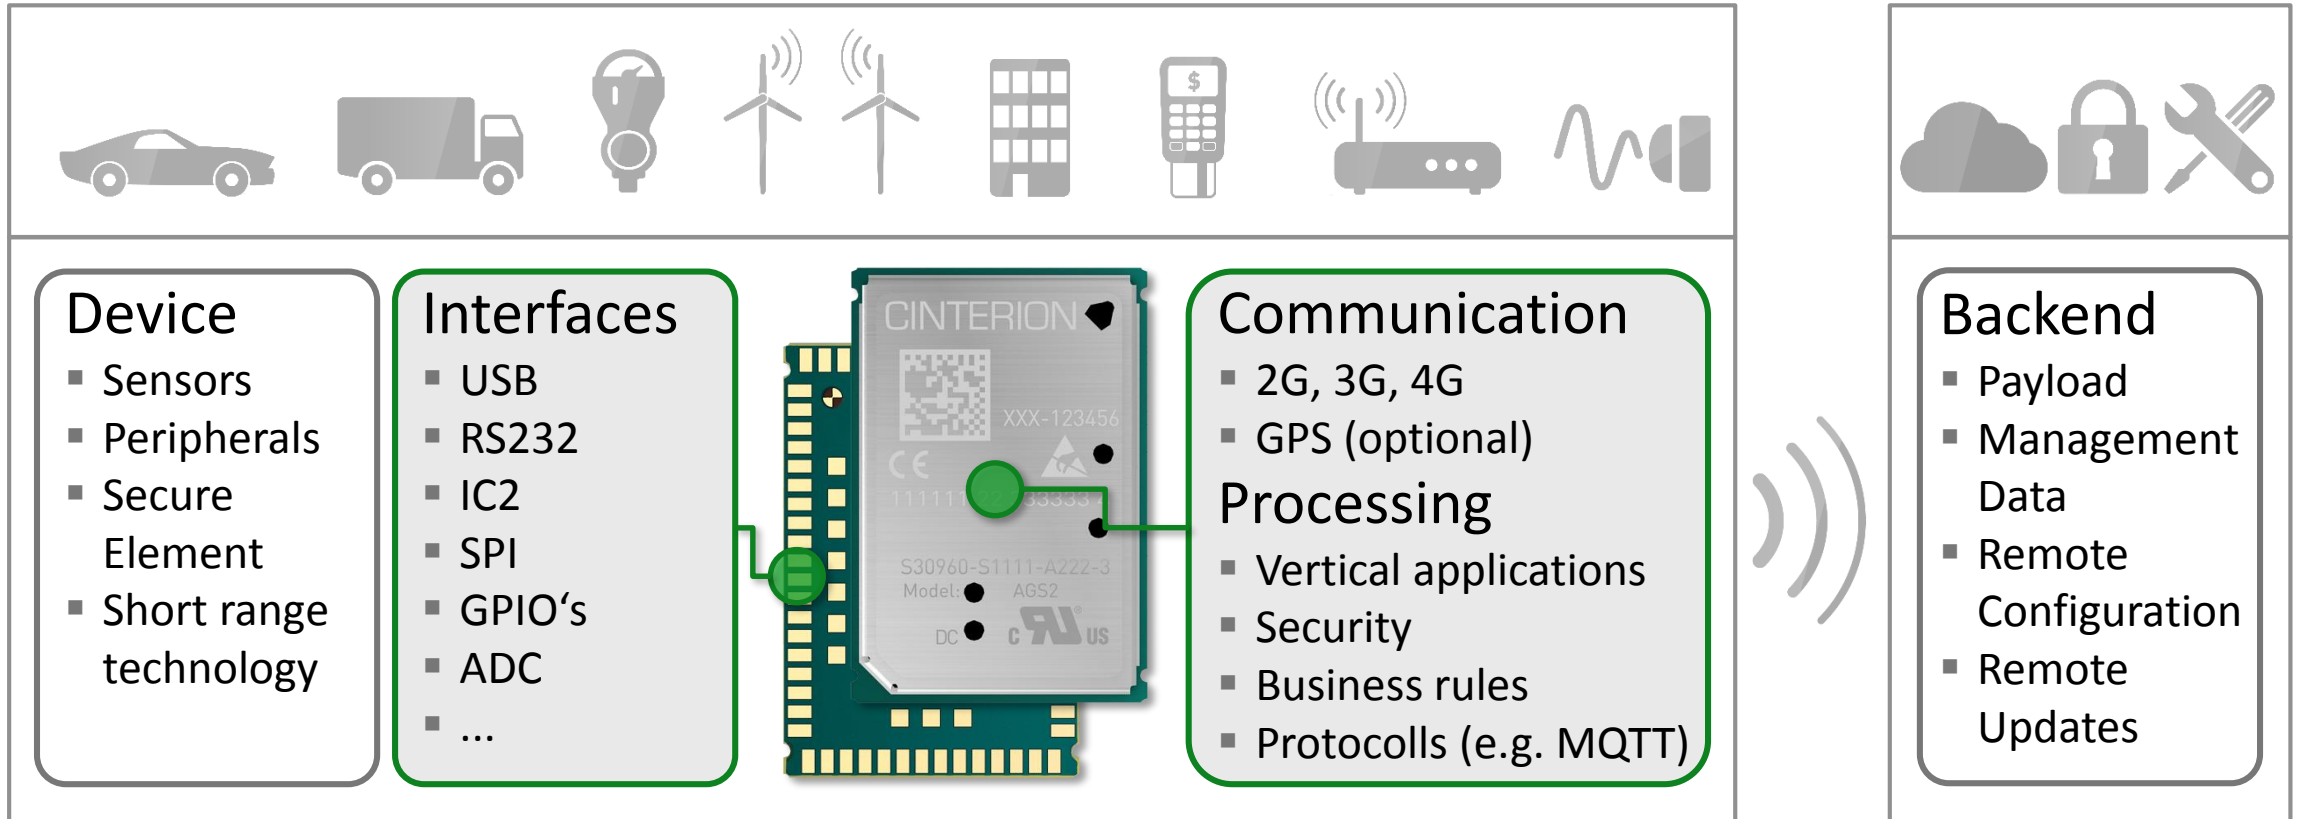 $
Device
Sensors
Peripherals
Secure
Element
Short range
technology
Interfaces
USB
RS232
IC2
SPI
GPIO‘s
ADC
...
CINTERION
XXX-123456
CE
S30960-S1111-A222-3
Model: AGS2
DC
C RU US
®
Communication
2G, 3G, 4G
GPS (optional)
Processing
Vertical applications
Security
Business rules
Protocolls (e.g. MQTT)
Backend
Payload
Management
Data
Remote
Configuration
Remote
Updates